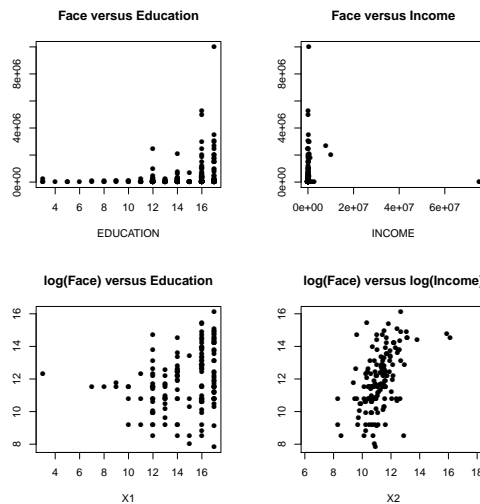 Face versus Education
8e+06
4e+06
0e+00
4 6 8 10 12 14 16
EDUCATION
Face versus Income
8e+06
4e+06
0e+00
0e+00 2e+07 4e+07 6e+07
INCOME
log(Face) versus Education
16
14
12
10
8
4 6 8 10 12 14 16
X1
log(Face) versus log(Income)
16
14
12
10
8
6 8 10 12 14 16 18
X2